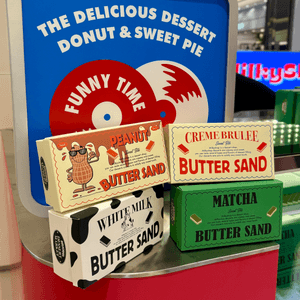 THE DELICIOUS DESSERT
DONUT & SWEET PIE
FUNNY TIME
PEANUT
BUTTER SAND
CREME BRULEE
BUTTER SAND
WHITE MILK
BUTTER SAND
MATCHA
BUTTER SAND